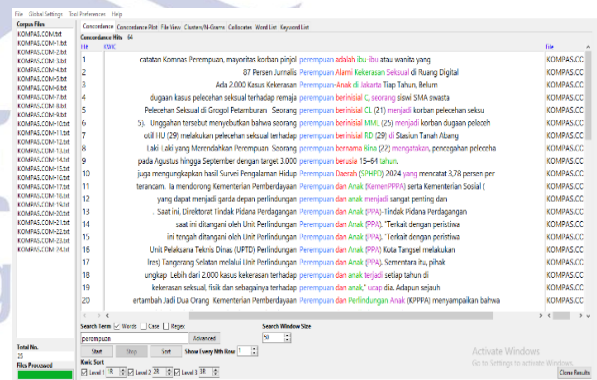 File Global Settings Tool Preferences Help
Corpus Files
KOMPAS.COM.txt
KOMPAS.COM-1.txt
KOMPAS.COM-2.txt
KOMPAS.COM-3.txt
KOMPAS.COM-4.txt
KOMPAS.COM-5.txt
KOMPAS.COM-6.txt
KOMPAS.COM-7.txt
KOMPAS.COM-8.txt
KOMPAS.COM-9.txt
KOMPAS.COM-10.txt
KOMPAS.COM-11.txt
KOMPAS.COM-12.txt
KOMPAS.COM-13.txt
KOMPAS.COM-14.txt
KOMPAS.COM-15.txt
KOMPAS.COM-16.txt
KOMPAS.COM-17.txt
KOMPAS.COM-18.txt
KOMPAS.COM-19.txt
KOMPAS.COM-20.txt
KOMPAS.COM-21.txt
KOMPAS.COM-22.txt
KOMPAS.COM-23.txt
KOMPAS.COM-24.txt
Total No.
25
Files Processed
Concordance Concordance Plot File View Clusters/N-Grams Collocates Word List Keyword List
Concordance Hits 64
Hit KWIC File
1 catatan Komnas Perempuan, mayoritas korban pinjol perempuan adalah ibu-ibu atau wanita yang KOMPAS.CC
2 87 Persen Jurnalis Perempuan Alami Kekerasan Seksual di Ruang Digital KOMPAS.CC
3 Ada 2.000 Kasus Kekerasan Perempuan-Anak di Jakarta Tiap Tahun, Belum KOMPAS.CC
4 dugaan kasus pelecehan seksual terhadap remaja perempuan berinisial C, seorang siswi SMA swasta KOMPAS.CC
5 Pelecehan Seksual di Grogol Petamburan Seorang perempuan berinisial CL (21) menjadi korban pelecehan seksu KOMPAS.CC
6 5). Unggahan tersebut menyebutkan bahwa seorang perempuan berinisial MML (25) menjadi korban dugaan peleceh KOMPAS.CC
7 otif HU (29) melakukan pelecehan seksual terhadap perempuan berinisial RD (29) di Stasiun Tanah Abang KOMPAS.CC
8 Laki-Laki yang Merendahkan Perempuan Seorang perempuan bernama Rina (22) mengatakan, pencegahan peleceha KOMPAS.CC
9 pada Agustus hingga September dengan target 3.000 perempuan berusia 15–64 tahun. KOMPAS.CC
10 juga mengungkapkan hasil Survei Pengalaman Hidup Perempuan Daerah (SPHPD) 2024 yang mencatat 3,78 persen per KOMPAS.CC
11 terancam. Ia mendorong Kementerian Pemberdayaan Perempuan dan Anak (KemenPPPA) serta Kementerian Sosial ( KOMPAS.CC
12 yang dapat menjadi garda depan perlindungan perempuan dan anak menjadi sangat penting dan KOMPAS.CC
13 . Saat ini, Direktorat Tindak Pidana Perdagangan Perempuan dan Anak (PPA)-Tindak Pidana Perdagangan KOMPAS.CC
14 saat ini ditangani oleh Unit Perlindungan Perempuan dan Anak (PPA). "Terkait dengan peristiwa KOMPAS.CC
15 ini tengah ditangani oleh Unit Perlindungan Perempuan dan Anak (PPA). "Terkait dengan peristiwa KOMPAS.CC
16 Unit Pelaksana Teknis Dinas (UPTD) Perlindungan Perempuan dan Anak (PPA) Kota Tangsel melakukan KOMPAS.CC
17 lres) Tangerang Selatan melalui Unit Perlindungan Perempuan dan Anak (PPA). Sementara itu, pihak KOMPAS.CC
18 ungkap Lebih dari 2.000 kasus kekerasan terhadap perempuan dan anak terjadi setiap tahun di KOMPAS.CC
19 kekerasan seksual, fisik dan sebagainya terhadap perempuan dan anak," ucap dia. Adapun sejauh KOMPAS.CC
20 ertambah Jadi Dua Orang Kementerian Pemberdayaan Perempuan dan Perlindungan Anak (KPPPA) menyampaikan bahwa KOMPAS.CC
Search Term Words Case Regex Search Window Size
perempuan Advanced 50
Start Stop Sort Show Every Nth Row 1
Kwic Sort
Level 1 1R Level 2 2R Level 3 3R
Activate Windows
Go to Settings to activate Windows.
Clone Results